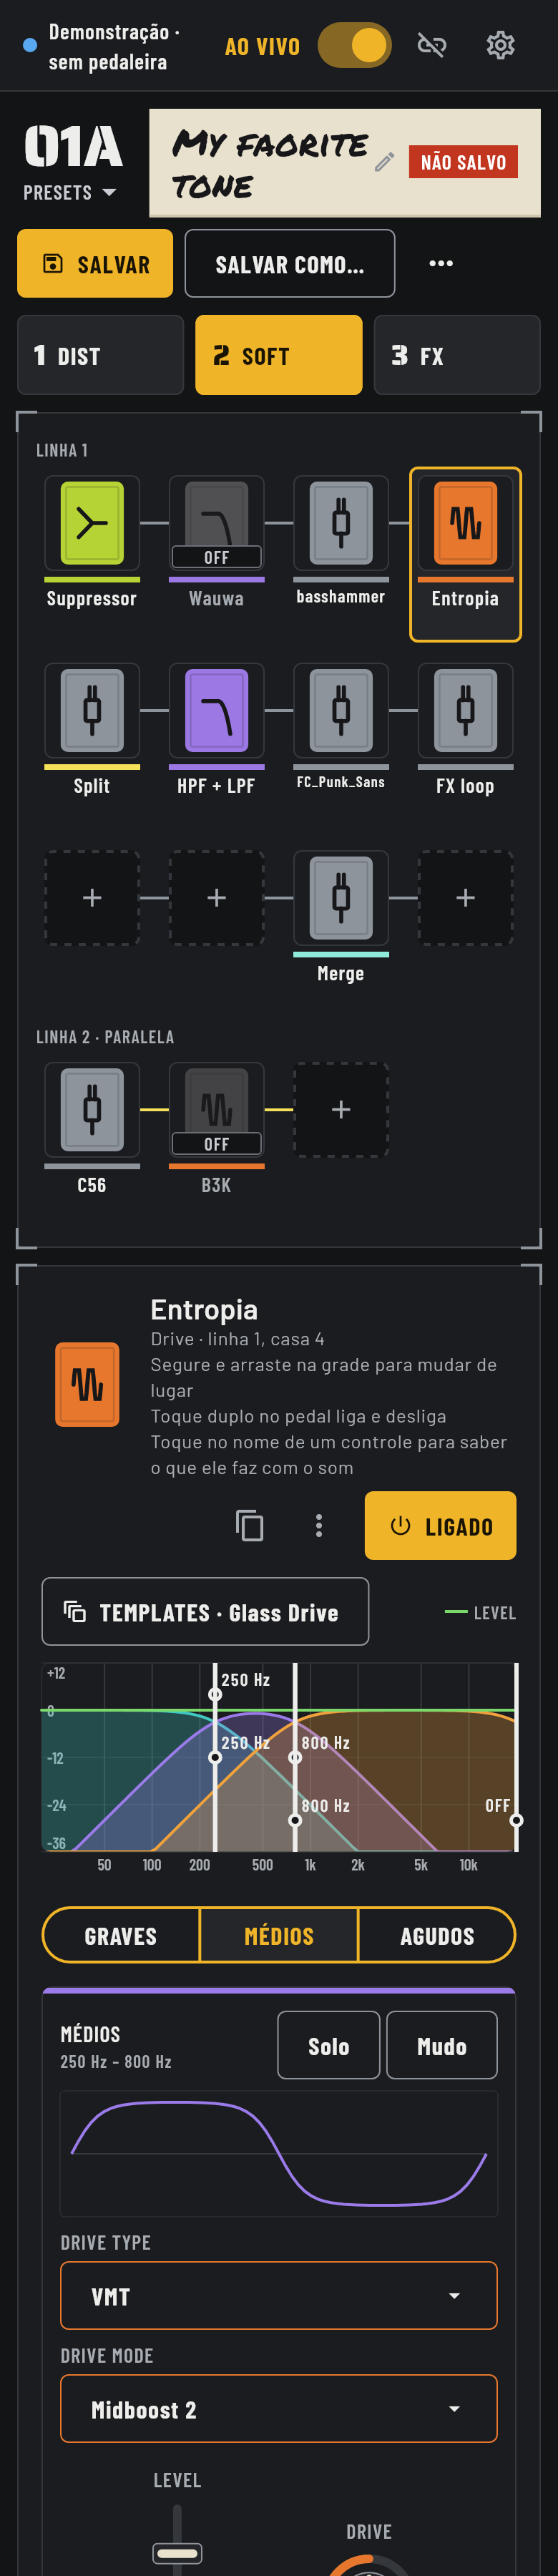 Demonstração ·
sem pedaleira
AO VIVO
01A
PRESETS
My faorite
tone
NÃO SALVO
SALVAR
SALVAR COMO...
1 DIST
2 SOFT
3 FX
LINHA 1
OFF
Suppressor
Wauwa
basshammer
Entropia
Split
HPF + LPF
FC_Punk_Sans
FX loop
Merge
LINHA 2 · PARALELA
OFF
C56
B3K
Entropia
Drive · linha 1, casa 4
Segure e arraste na grade para mudar de
lugar
Toque duplo no pedal liga e desliga
Toque no nome de um controle para saber
o que ele faz com o som
LIGADO
TEMPLATES · Glass Drive
LEVEL
+12
250 Hz
0
250 Hz
800 Hz
-12
-24
800 Hz
OFF
-36
50 100 200 500 1k 2k 5k 10k
GRAVES
MÉDIOS
AGUDOS
MÉDIOS
250 Hz – 800 Hz
Solo
Mudo
DRIVE TYPE
VMT
DRIVE MODE
Midboost 2
LEVEL
DRIVE